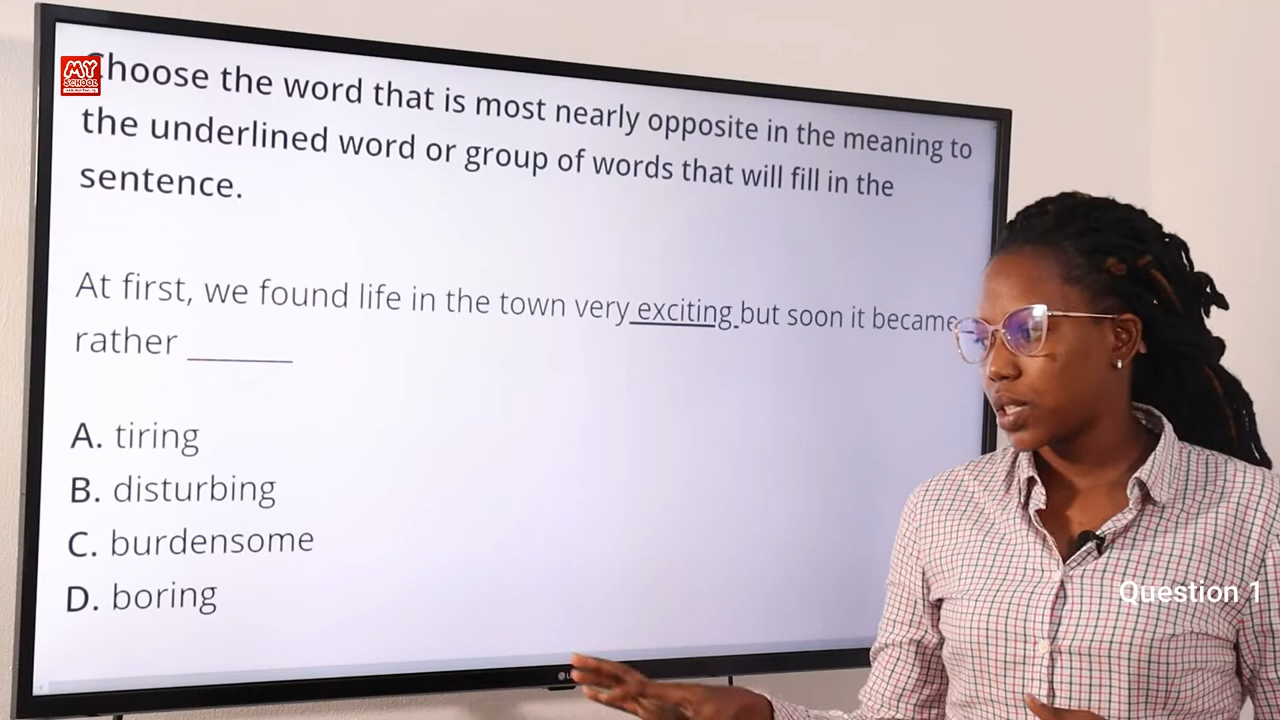 MY
SCHOOL
Choose the word that is most nearly opposite in the meaning to
the underlined word or group of words that will fill in the
sentence.
At first, we found life in the town very exciting but soon it became
rather ______
A. tiring
B. disturbing
C. burdensome
D. boring
Question 1